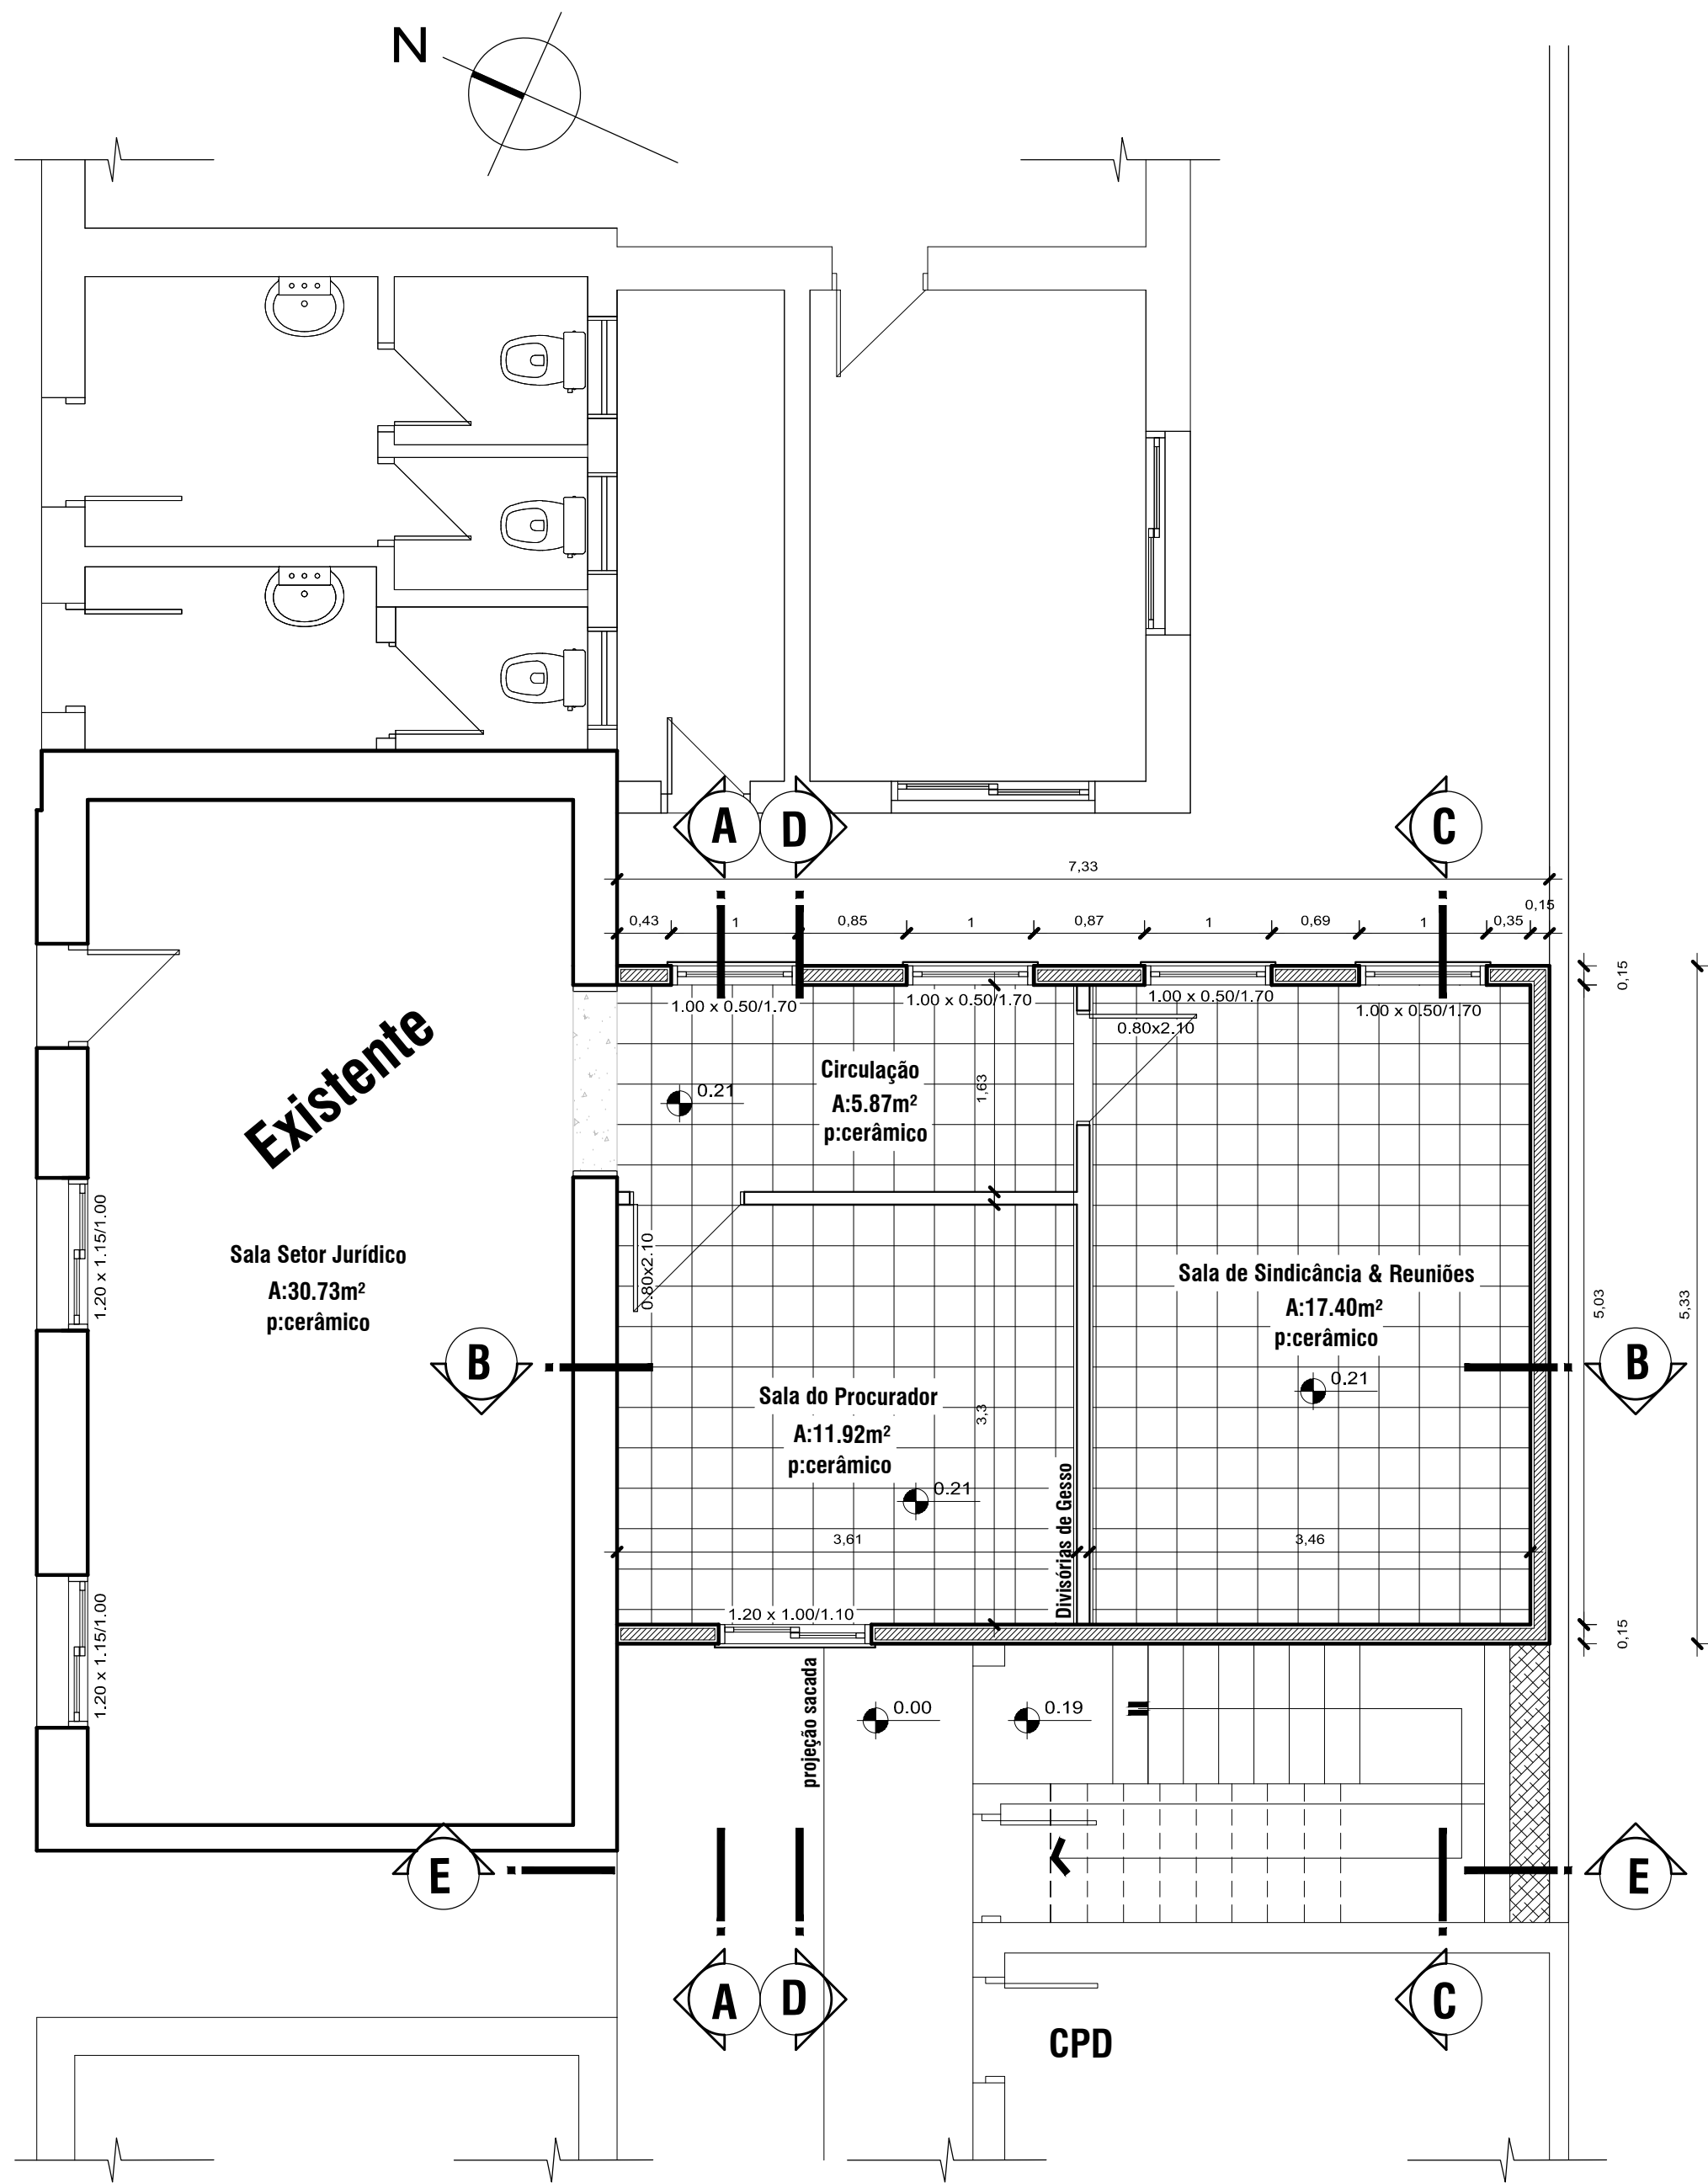 N
A
D
C
7,33
0,15
0,43
1
0,85
1
0,87
1
0,69
1
0,35
0,15
1.00 x 0.50/1.70
1.00 x 0.50/1.70
1.00 x 0.50/1.70
1.00 x 0.50/1.70
0.80x2.10
Existente
Circulação
A:5.87m²
p:cerâmico
0.21
1,63
1.20 x 1.15/1.00
0.80x2.10
Sala Setor Jurídico
A:30.73m²
p:cerâmico
Sala de Sindicância & Reuniões
A:17.40m²
p:cerâmico
0.21
5,03
5,33
B
B
Sala do Procurador
A:11.92m²
p:cerâmico
0.21
3,3
Divisórias de Gesso
3,61
3,46
1.20 x 1.00/1.10
1.20 x 1.15/1.00
0,15
projeção sacada
0.00
0.19
E
E
A
D
C
CPD